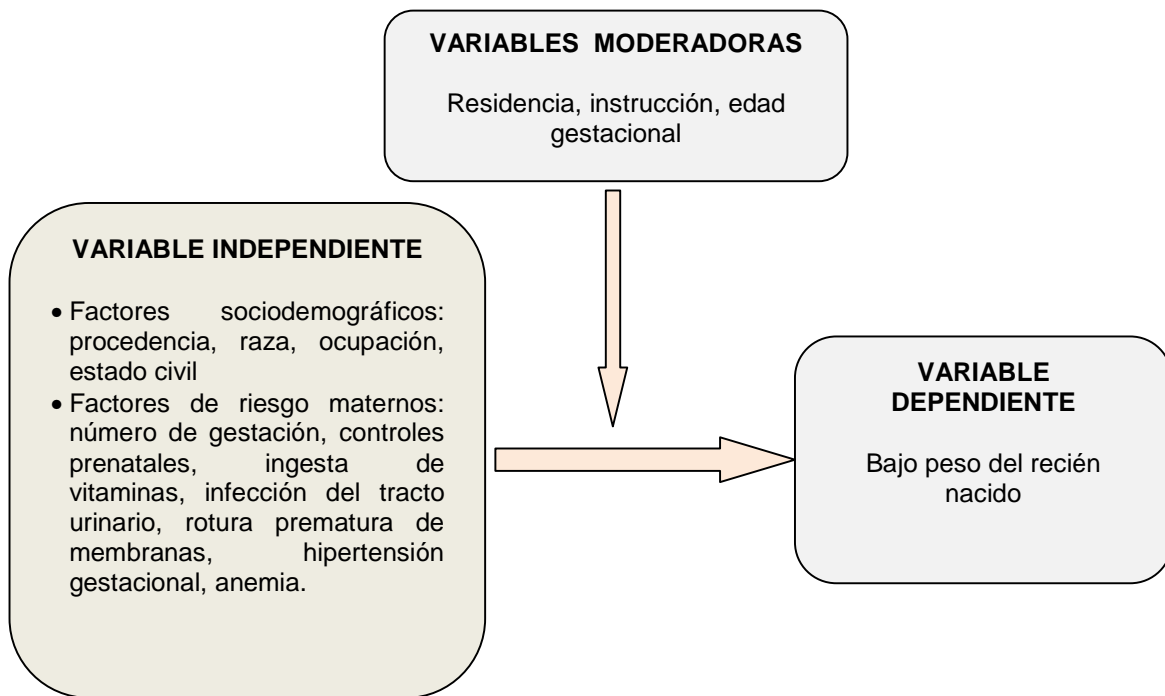 VARIABLES MODERADORAS
Residencia, instrucción, edad
gestacional
VARIABLE INDEPENDIENTE
• Factores sociodemográficos:
procedencia, raza, ocupación,
estado civil
• Factores de riesgo maternos:
número de gestación, controles
prenatales, ingesta de
vitaminas, infección del tracto
urinario, rotura prematura de
membranas, hipertensión
gestacional, anemia.
VARIABLE
DEPENDIENTE
Bajo peso del recién
nacido